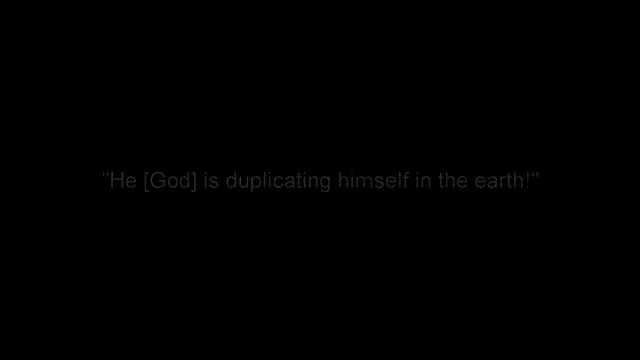 "He [God] is duplicating himself in the earth!"